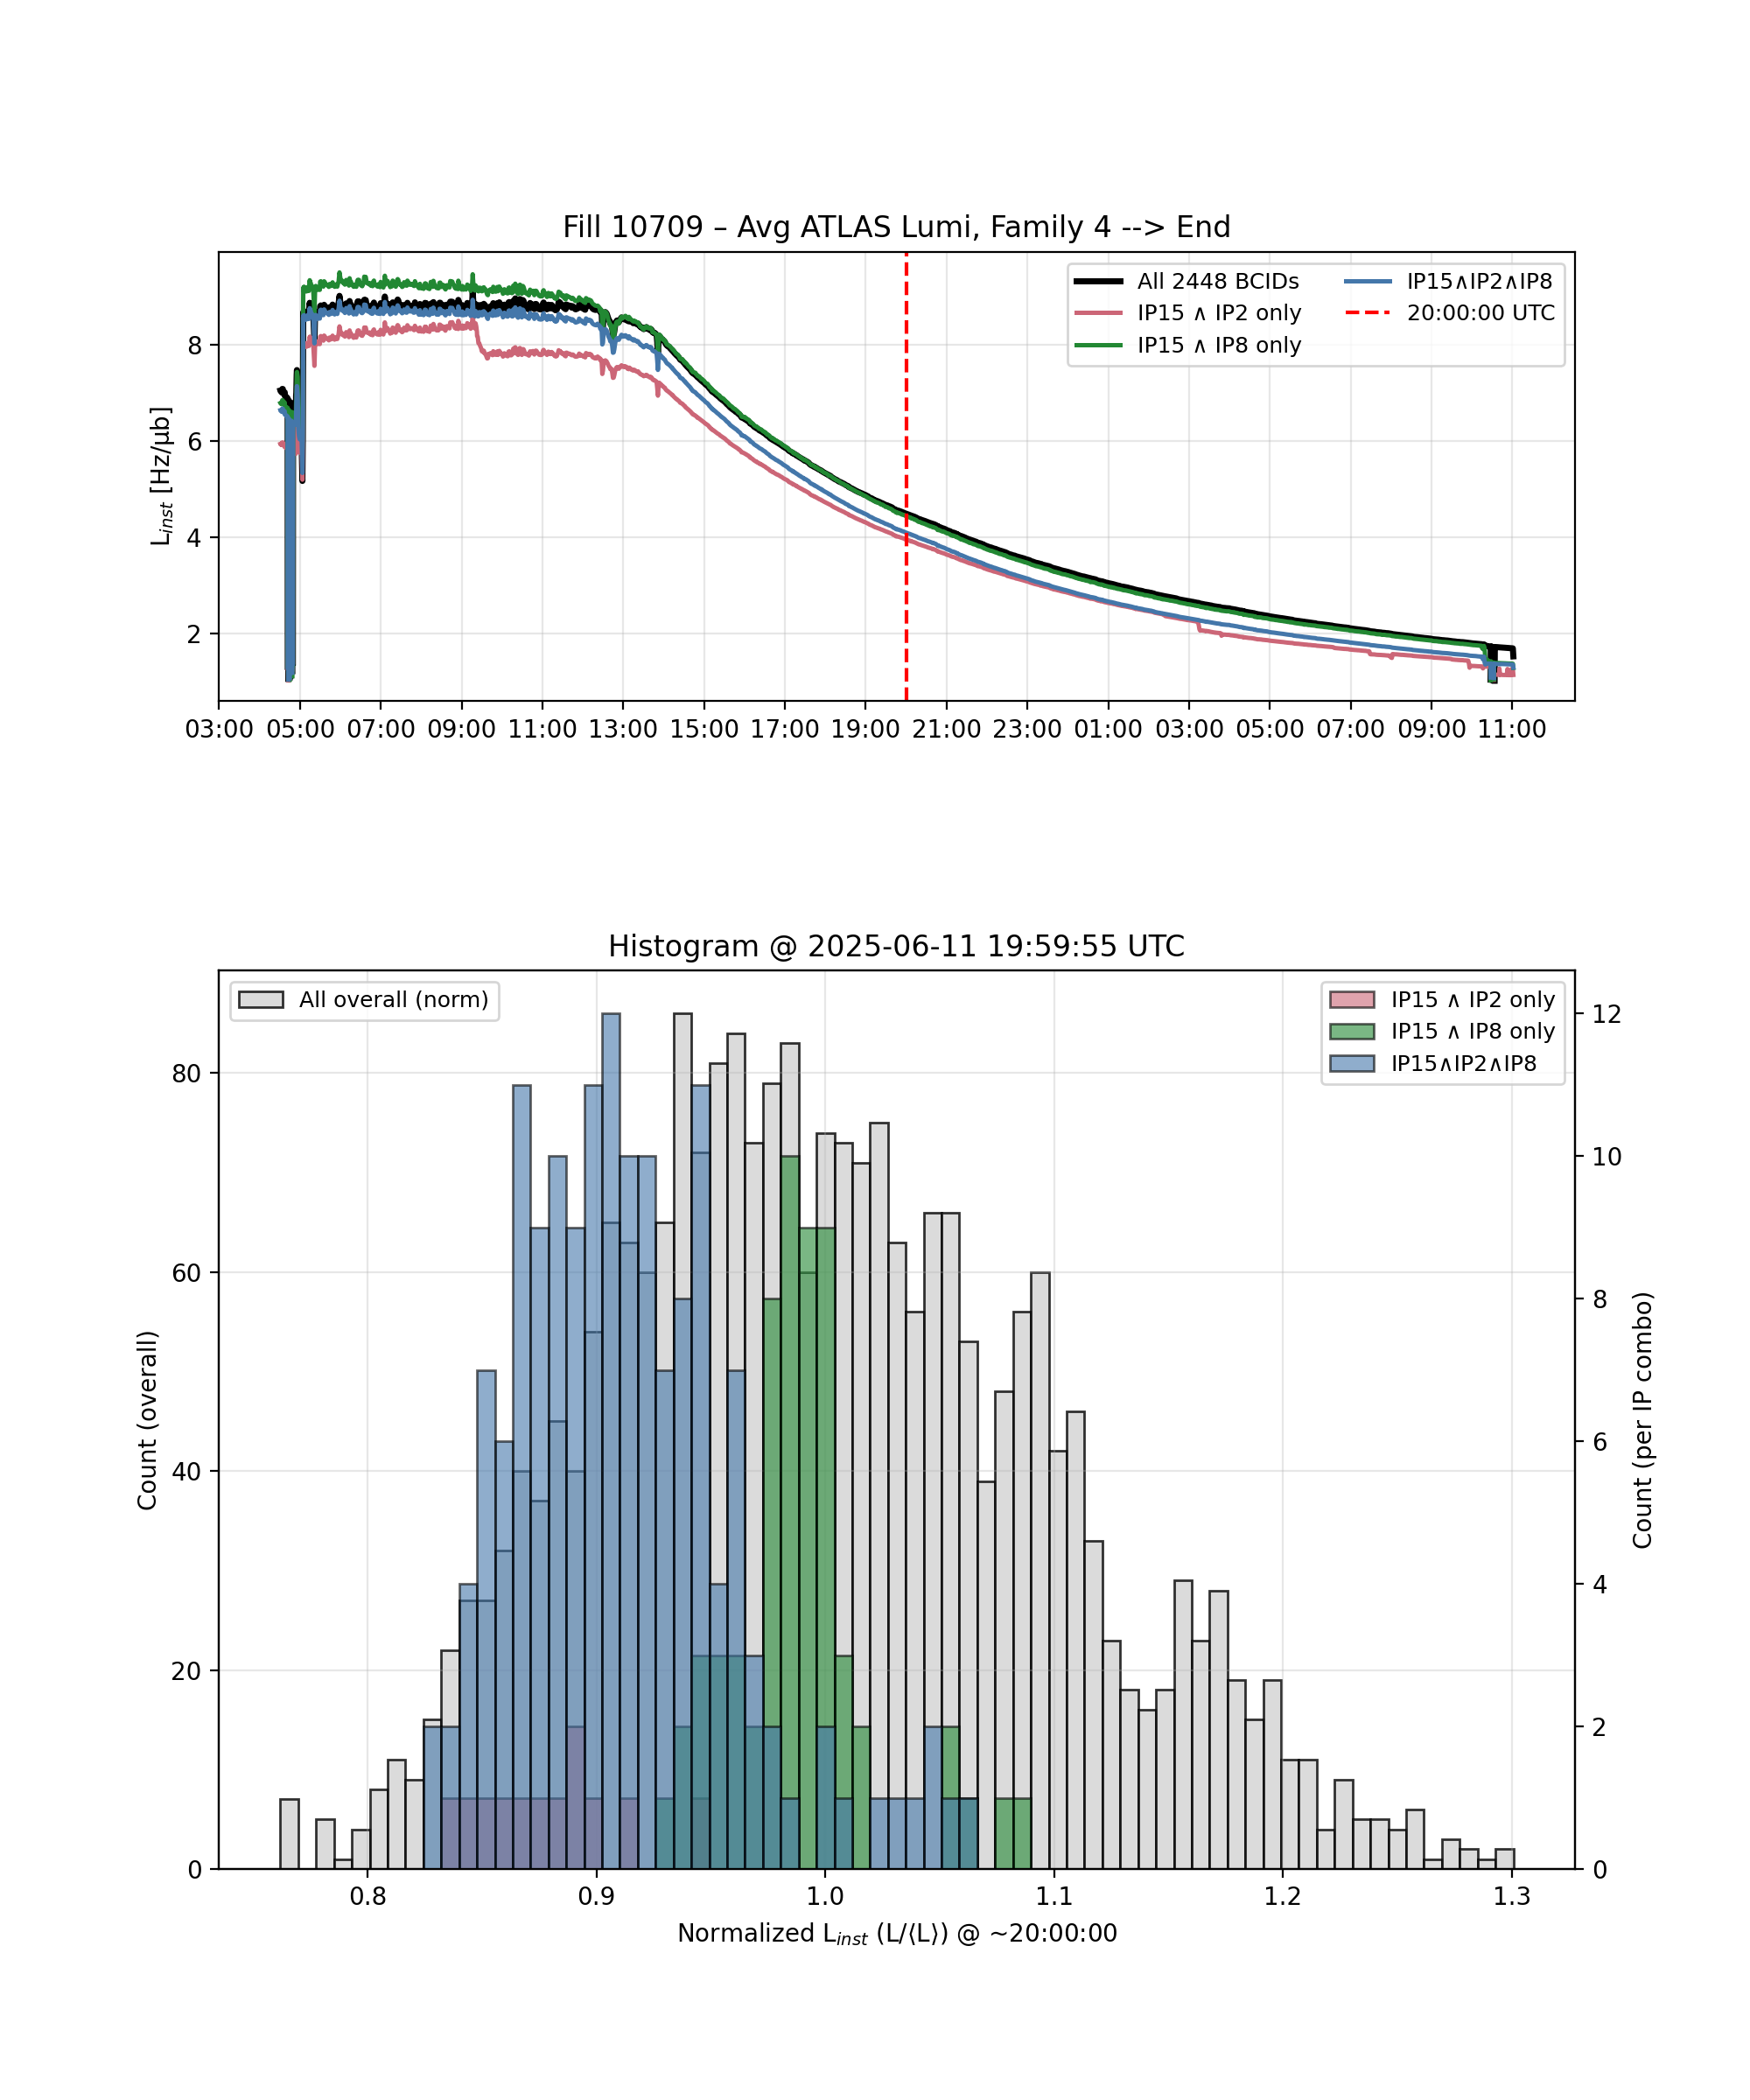 Fill 10709 – Avg ATLAS Lumi, Family 4 --> End
All 2448 BCIDs
IP15 ∧ IP2 only
IP15 ∧ IP8 only
IP15∧IP2∧IP8
20:00:00 UTC
L_inst [Hz/μb]
8
6
4
2
03:00 05:00 07:00 09:00 11:00 13:00 15:00 17:00 19:00 21:00 23:00 01:00 03:00 05:00 07:00 09:00 11:00
Histogram @ 2025-06-11 19:59:55 UTC
All overall (norm)
IP15 ∧ IP2 only
IP15 ∧ IP8 only
IP15∧IP2∧IP8
Count (overall)
80
60
40
20
0
Count (per IP combo)
12
10
8
6
4
2
0
0.8 0.9 1.0 1.1 1.2 1.3
Normalized L_inst (L/⟨L⟩) @ ~20:00:00